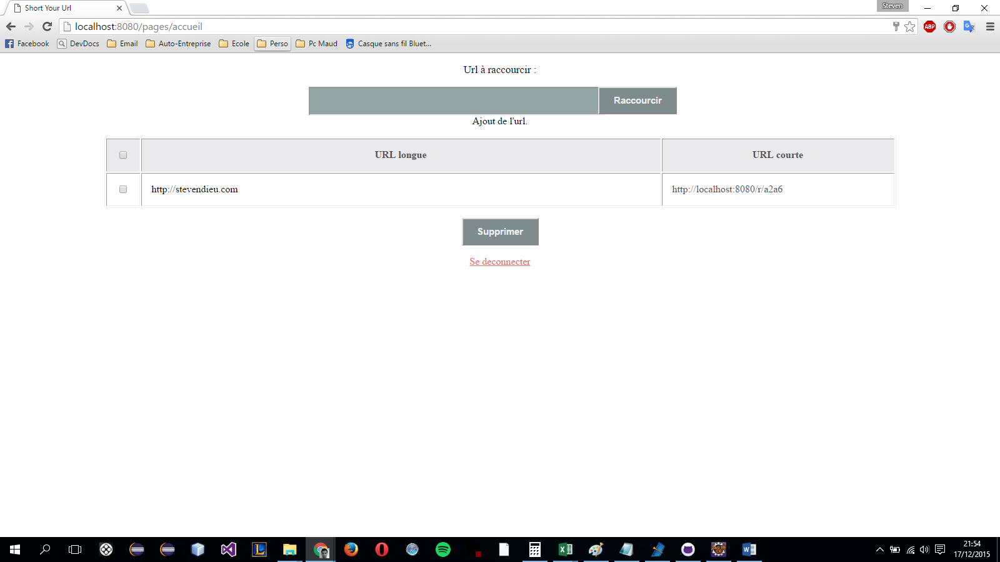 Short Your Url
Steven
localhost:8080/pages/accueil
ABP
Facebook DevDocs Email Auto-Entreprise Ecole Perso Pc Maud Casque sans fil Bluet...
Url à raccourcir :
Raccourcir
Ajout de l'url.
URL longue URL courte
http://stevendieu.com http://localhost:8080/r/a2a6
Supprimer
Se deconnecter
21:54
17/12/2015